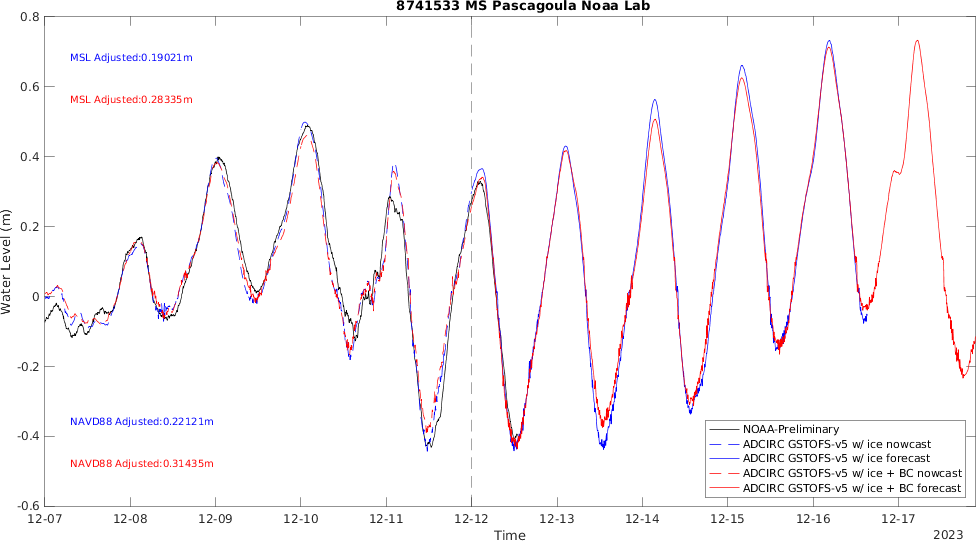 8741533 MS Pascagoula Noaa Lab
0.8
0.6
0.4
0.2
0
-0.2
-0.4
-0.6
Water Level (m)
MSL Adjusted:0.19021m
MSL Adjusted:0.28335m
NAVD88 Adjusted:0.22121m
NAVD88 Adjusted:0.31435m
NOAA-Preliminary
ADCIRC GSTOFS-v5 w/ ice nowcast
ADCIRC GSTOFS-v5 w/ ice forecast
ADCIRC GSTOFS-v5 w/ ice + BC nowcast
ADCIRC GSTOFS-v5 w/ ice + BC forecast
12-07 12-08 12-09 12-10 12-11 12-12 12-13 12-14 12-15 12-16 12-17
Time
2023